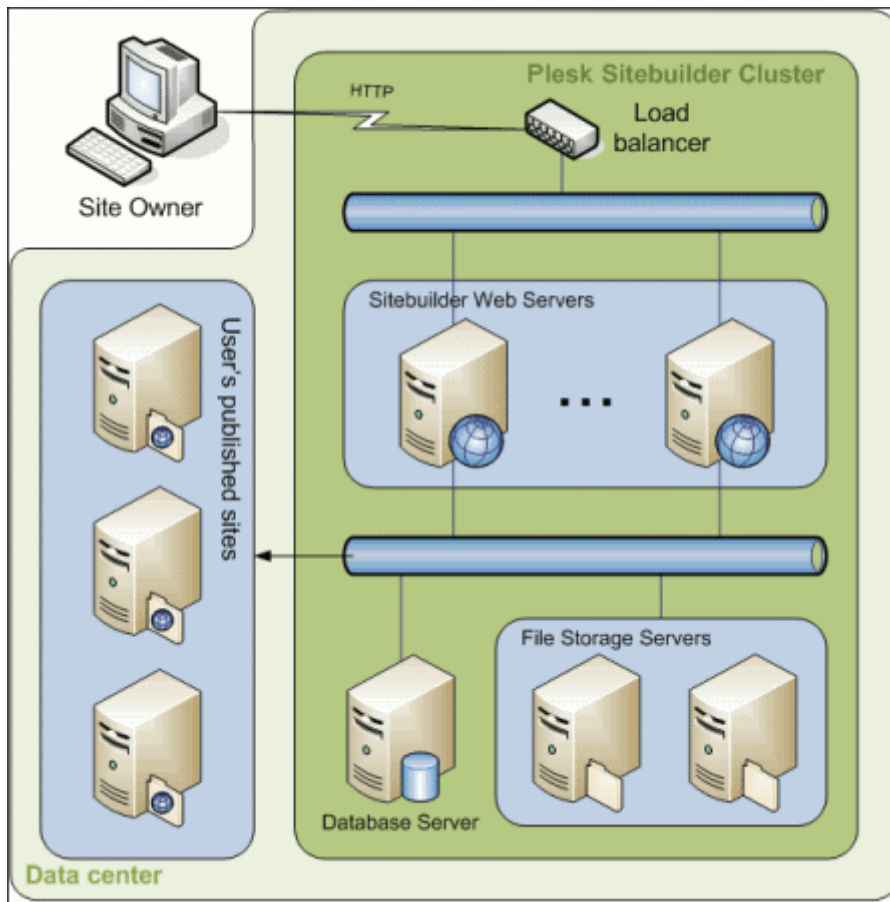 Plesk Sitebuilder Cluster
HTTP
Load
balancer
Site Owner
Sitebuilder Web Servers
...
User's published sites
File Storage Servers
Database Server
Data center